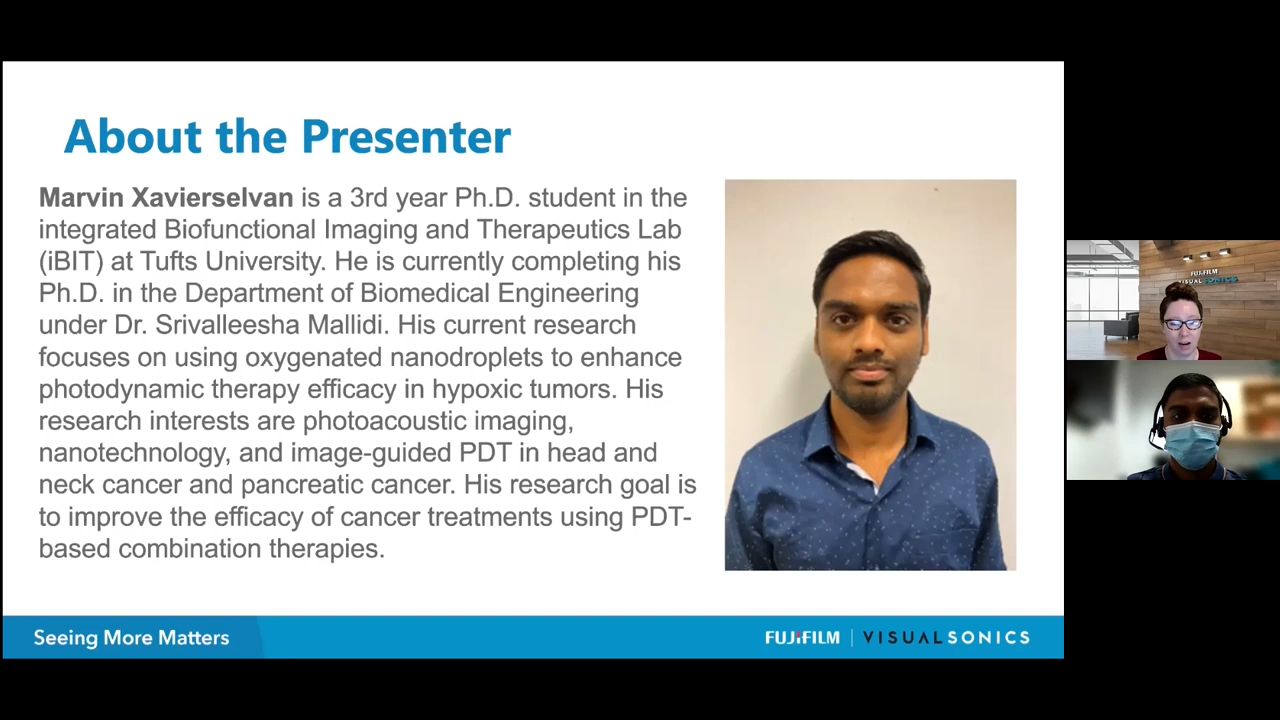 About the Presenter
Marvin Xavierselvan is a 3rd year Ph.D. student in the
integrated Biofunctional Imaging and Therapeutics Lab
(iBIT) at Tufts University. He is currently completing his
Ph.D. in the Department of Biomedical Engineering
under Dr. Srivalleesha Mallidi. His current research
focuses on using oxygenated nanodroplets to enhance
photodynamic therapy efficacy in hypoxic tumors. His
research interests are photoacoustic imaging,
nanotechnology, and image-guided PDT in head and
neck cancer and pancreatic cancer. His research goal is
to improve the efficacy of cancer treatments using PDT-
based combination therapies.
FUJIFILM
VISUALSONICS
Seeing More Matters
FUJIFILM | VISUALSONICS